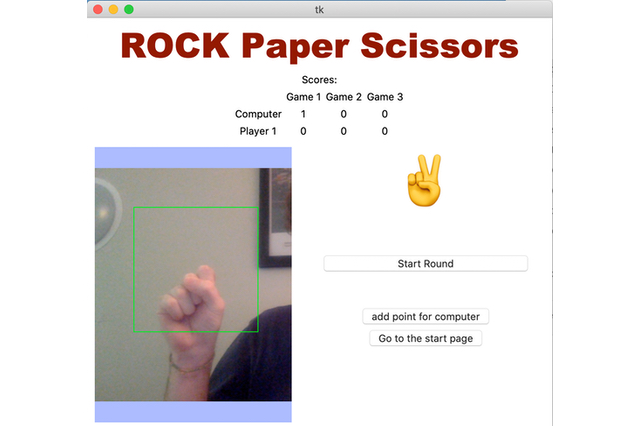 tk
ROCK Paper Scissors
Scores:
Game 1 Game 2 Game 3
Computer 1 0 0
Player 1 0 0 0
Start Round
add point for computer
Go to the start page